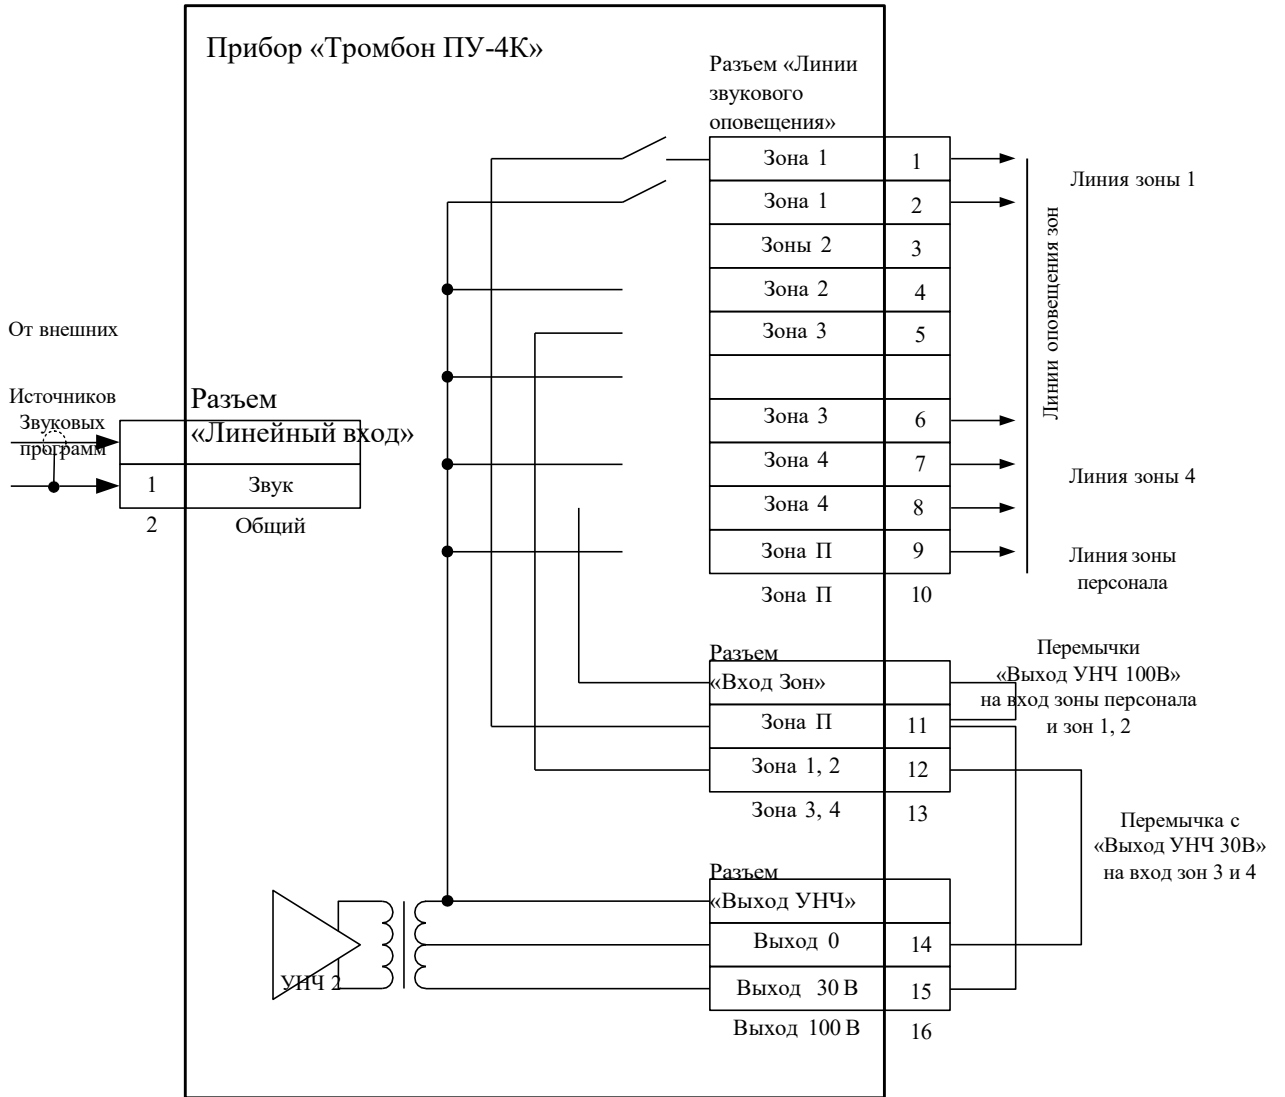 Прибор «Тромбон ПУ-4К»
Разъем «Линии
звукового
оповещения»
Зона 1 1
Зона 1 2
Зоны 2 3
Зона 2 4
Зона 3 5
Зона 3 6
Зона 4 7
Зона 4 8
Зона П 9
Зона П 10
Линия зоны 1
Линии оповещения зон
Линия зоны 4
Линия зоны
персонала
От внешних
Источников
Звуковых
программ
Разъем
«Линейный вход»
1 Звук
2 Общий
Разъем
«Вход Зон»
Зона П 11
Зона 1, 2 12
Зона 3, 4 13
Перемычки
«Выход УНЧ 100В»
на вход зоны персонала
и зон 1, 2
Перемычка с
«Выход УНЧ 30В»
на вход зон 3 и 4
Разъем
«Выход УНЧ»
Выход 0 14
Выход 30 В 15
Выход 100 В 16
УНЧ 2